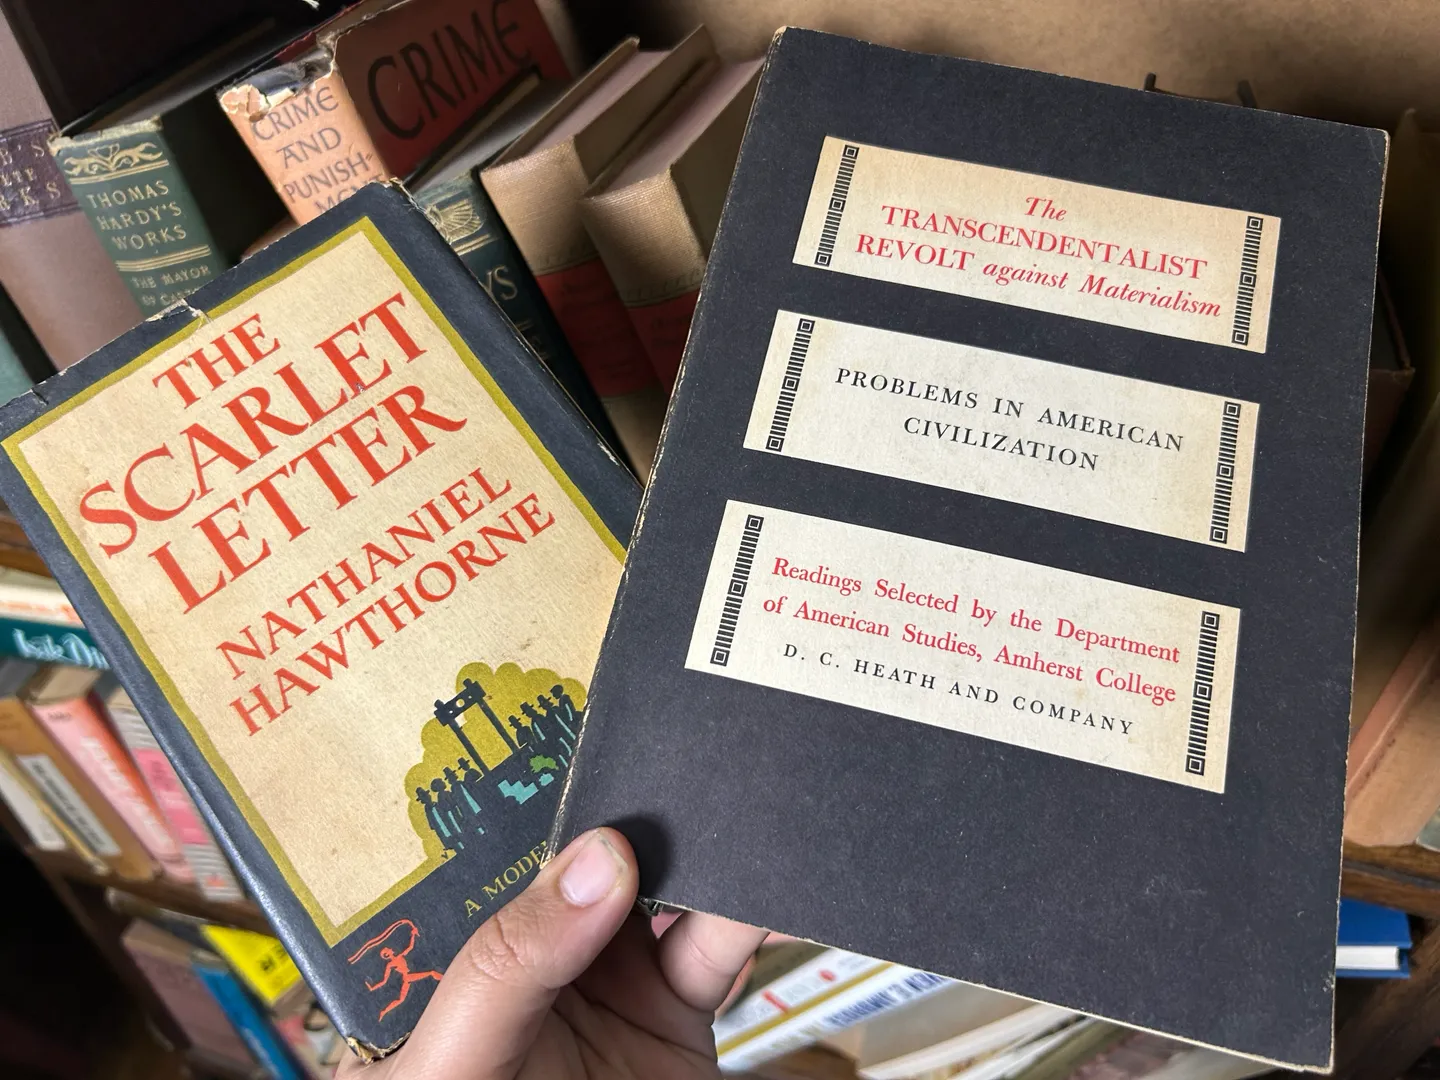 THE
SCARLET
LETTER
NATHANIEL
HAWTHORNE
The
TRANSCENDENTALIST
REVOLT against Materialism
PROBLEMS IN AMERICAN
CIVILIZATION
Readings Selected by the Department
of American Studies, Amherst College
D. C. HEATH AND COMPANY
THOMAS
HARDY'S
WORKS
THE MAYOR
CRIME
AND
PUNISH-
CRIME